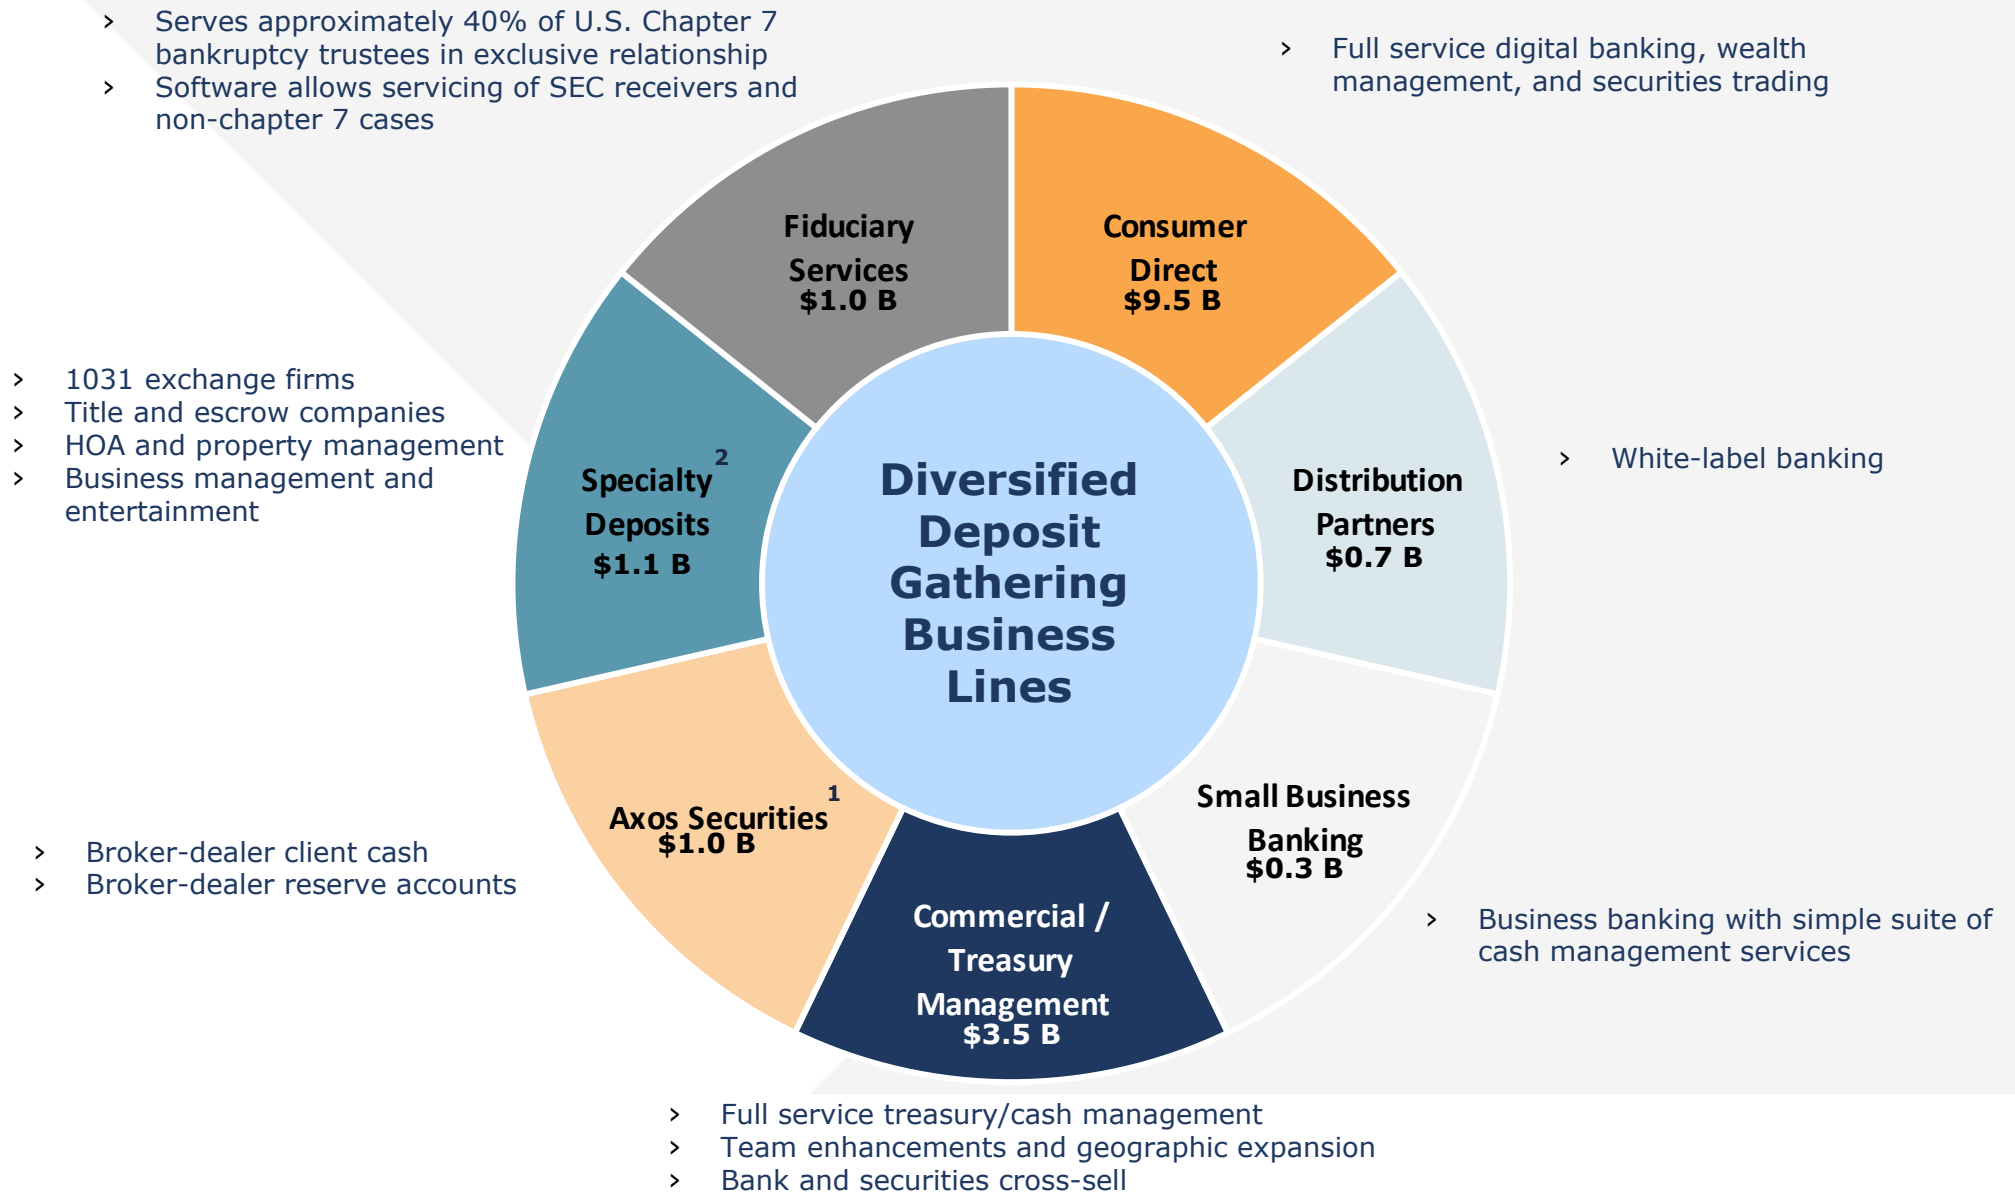 › Serves approximately 40% of U.S. Chapter 7
bankruptcy trustees in exclusive relationship
› Software allows servicing of SEC receivers and
non-chapter 7 cases
› Full service digital banking, wealth
management, and securities trading
Fiduciary
Services
$1.0 B
Consumer
Direct
$9.5 B
› 1031 exchange firms
› Title and escrow companies
› HOA and property management
› Business management and
entertainment
Specialty 2
Deposits
$1.1 B
Diversified
Deposit
Gathering
Business
Lines
Distribution
Partners
$0.7 B
› White-label banking
Axos Securities 1
$1.0 B
› Broker-dealer client cash
› Broker-dealer reserve accounts
Small Business
Banking
$0.3 B
› Business banking with simple suite of
cash management services
Commercial /
Treasury
Management
$3.5 B
› Full service treasury/cash management
› Team enhancements and geographic expansion
› Bank and securities cross-sell